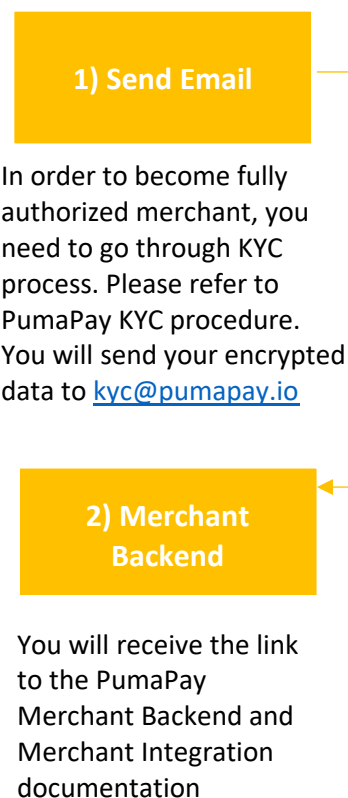 1) Send Email
In order to become fully
authorized merchant, you
need to go through KYC
process. Please refer to
PumaPay KYC procedure.
You will send your encrypted
data to kyc@pumapay.io
2) Merchant
Backend
You will receive the link
to the PumaPay
Merchant Backend and
Merchant Integration
documentation